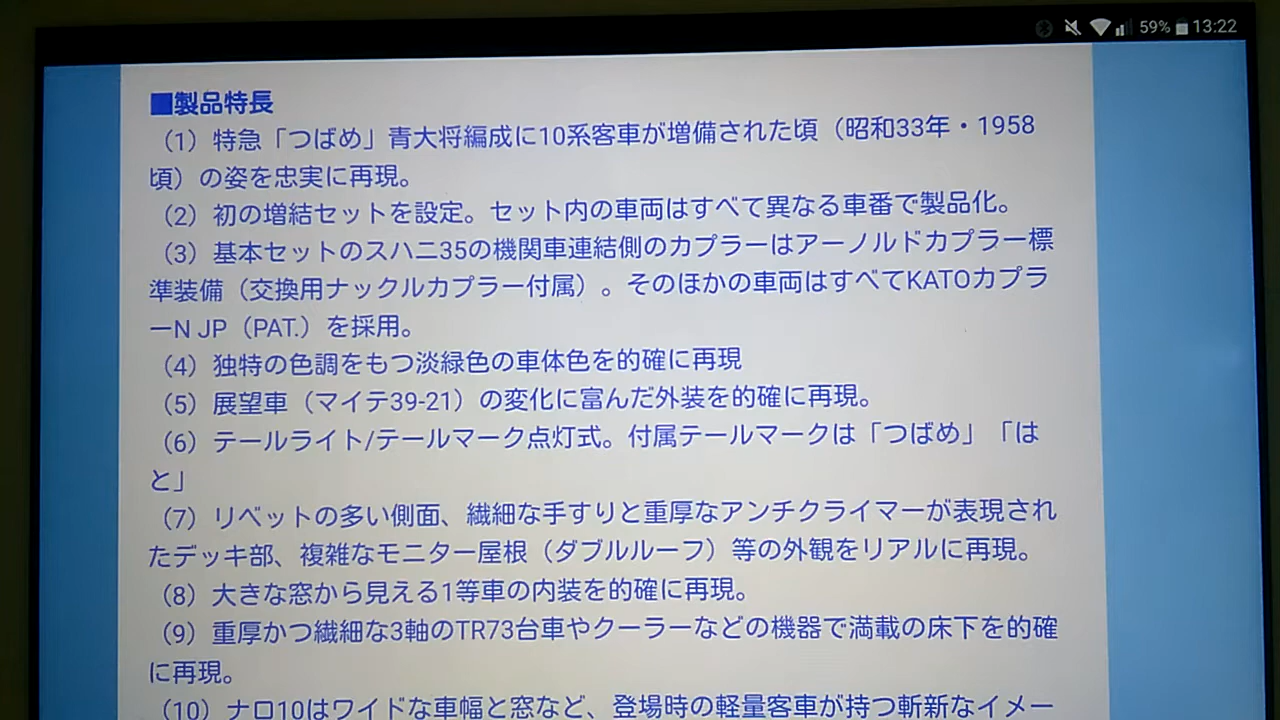 59% 13:22
■製品特長
（1）特急「つばめ」青大将編成に10系客車が増備された頃（昭和33年・1958
頃）の姿を忠実に再現。
（2）初の増結セットを設定。セット内の車両はすべて異なる車番で製品化。
（3）基本セットのスハニ35の機関車連結側のカプラーはアーノルドカプラー標
準装備（交換用ナックルカプラー付属）。そのほかの車両はすべてKATOカプラ
ーN JP（PAT.）を採用。
（4）独特の色調をもつ淡緑色の車体色を的確に再現
（5）展望車（マイテ39-21）の変化に富んだ外装を的確に再現。
（6）テールライト/テールマーク点灯式。付属テールマークは「つばめ」「は
と」
（7）リベットの多い側面、繊細な手すりと重厚なアンチクライマーが表現され
たデッキ部、複雑なモニター屋根（ダブルルーフ）等の外観をリアルに再現。
（8）大きな窓から見える1等車の内装を的確に再現。
（9）重厚かつ繊細な3軸のTR73台車やクーラーなどの機器で満載の床下を的確
に再現。
（10）ナロ10はワイドな車幅と窓など、登場時の軽量客車が持つ斬新なイメー